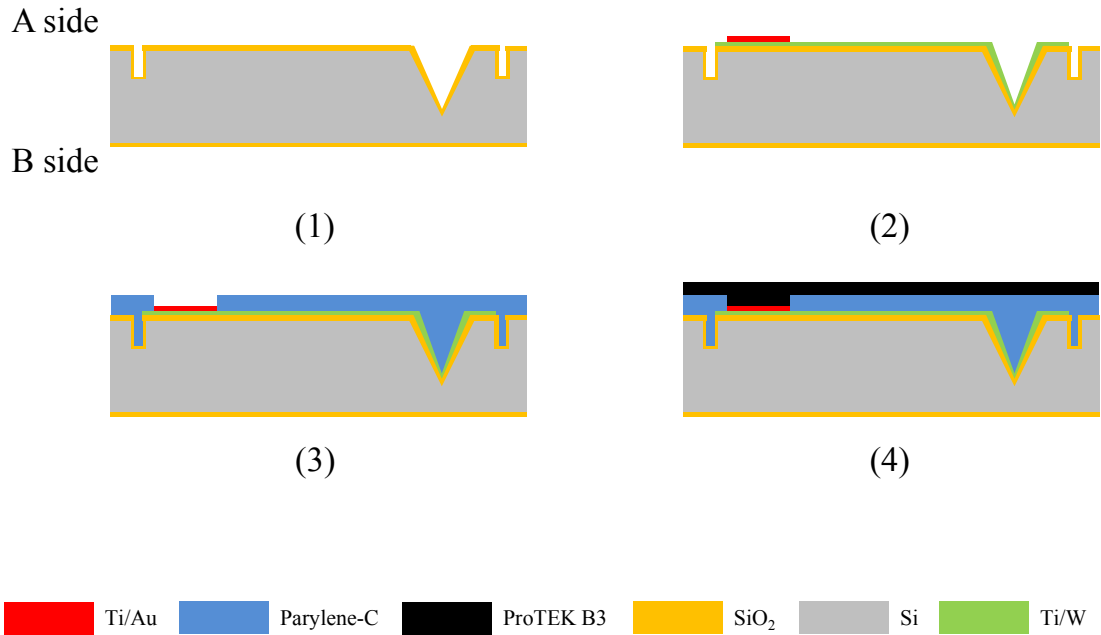 A side
B side
(1)
(2)
(3)
(4)
Ti/Au Parylene-C ProTEK B3 SiO₂ Si Ti/W